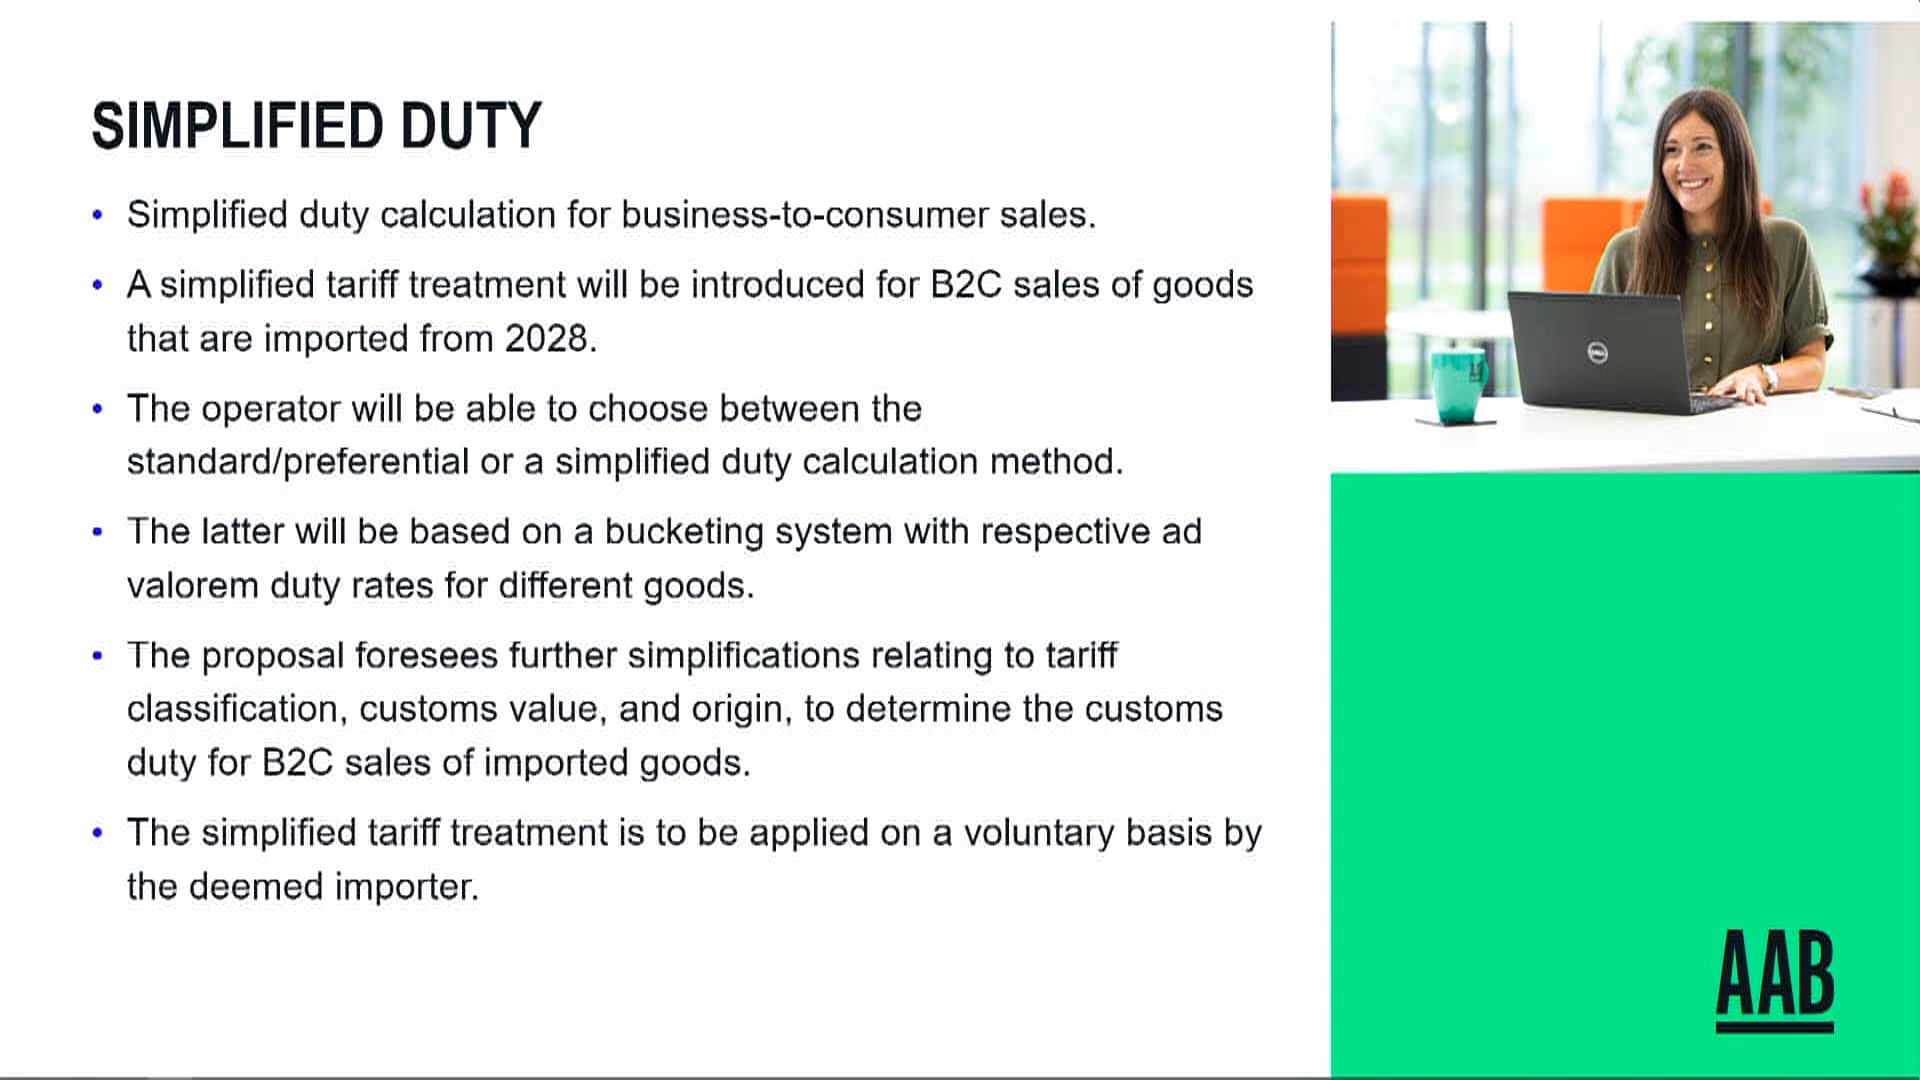 SIMPLIFIED DUTY
• Simplified duty calculation for business-to-consumer sales.
• A simplified tariff treatment will be introduced for B2C sales of goods
that are imported from 2028.
• The operator will be able to choose between the
standard/preferential or a simplified duty calculation method.
• The latter will be based on a bucketing system with respective ad
valorem duty rates for different goods.
• The proposal foresees further simplifications relating to tariff
classification, customs value, and origin, to determine the customs
duty for B2C sales of imported goods.
• The simplified tariff treatment is to be applied on a voluntary basis by
the deemed importer.
AAB